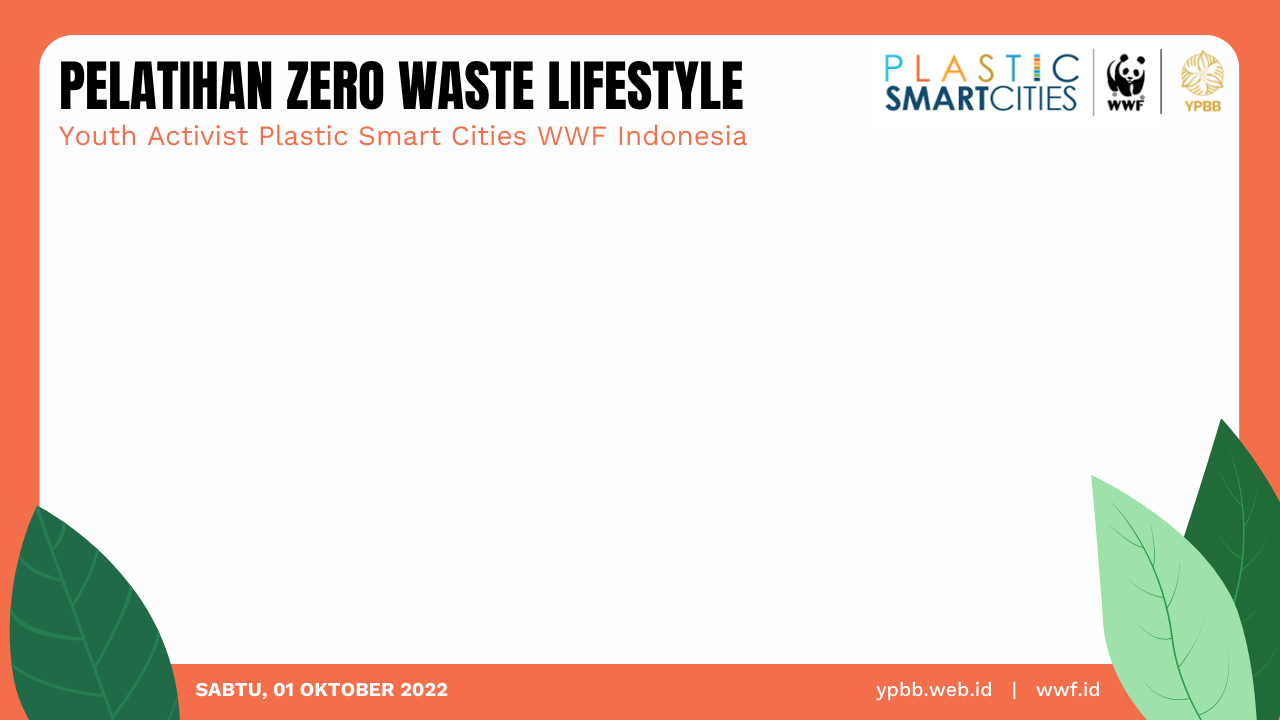 PELATIHAN ZERO WASTE LIFESTYLE
Youth Activist Plastic Smart Cities WWF Indonesia
PLASTIC
SMARTCITIES
WWF
YPBB
SABTU, 01 OKTOBER 2022
ypbb.web.id | wwf.id